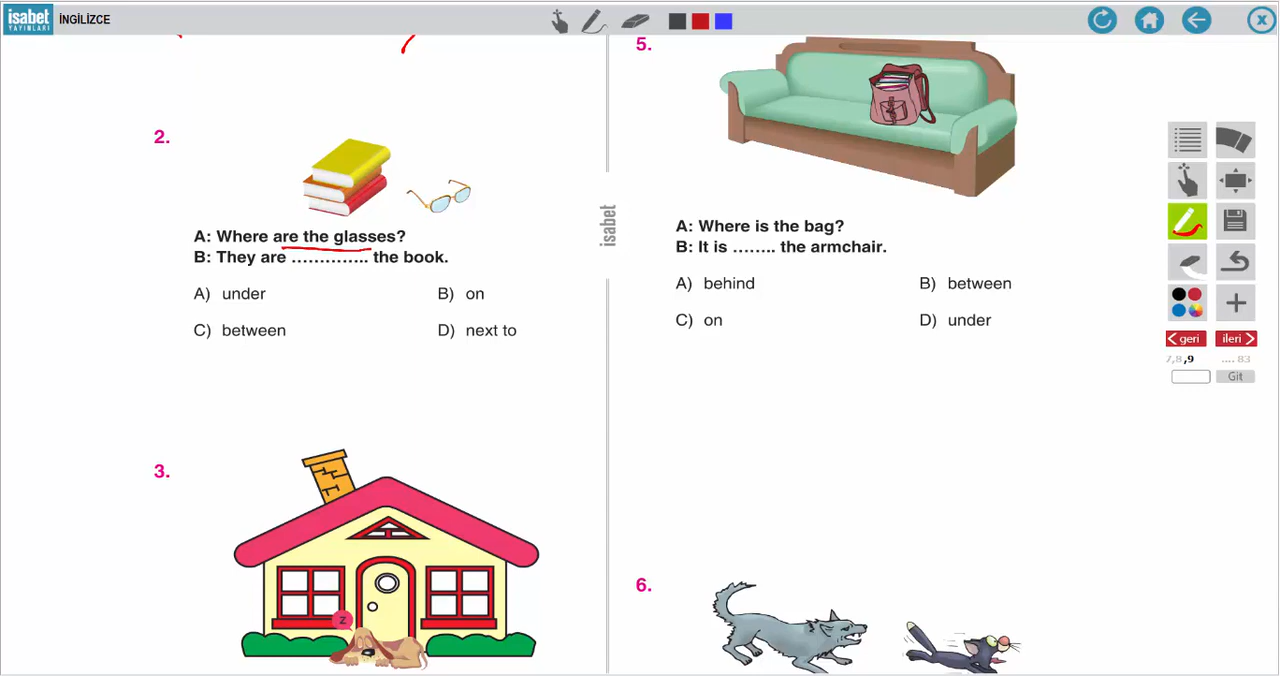 isabet
YAYINLARI
İNGİLİZCE
2.
A: Where are the glasses?
B: They are ………….. the book.
A) under
B) on
C) between
D) next to
3.
z
isabet
5.
A: Where is the bag?
B: It is …….. the armchair.
A) behind
B) between
C) on
D) under
6.
geri
ileri
7,8,9
.... 83
Git